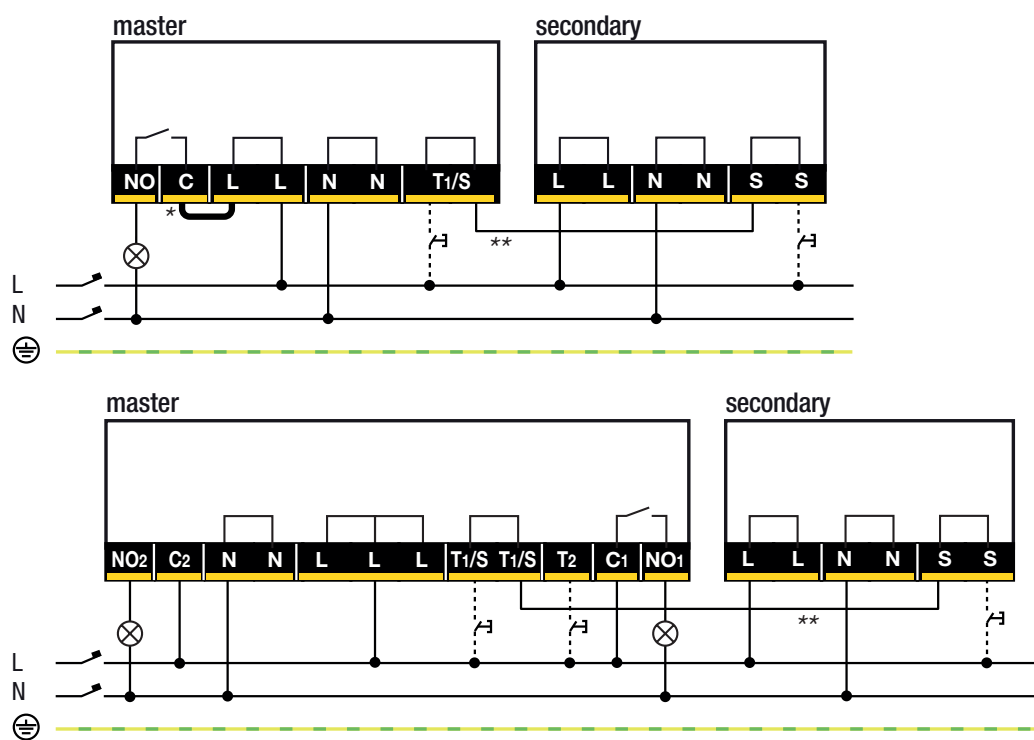 master secondary
NO C L L N N T1/S L L N N S S
* **
L
N
master secondary
NO2 C2 N N L L L T1/S T1/S T2 C1 NO1 L L N N S S
**
L
N